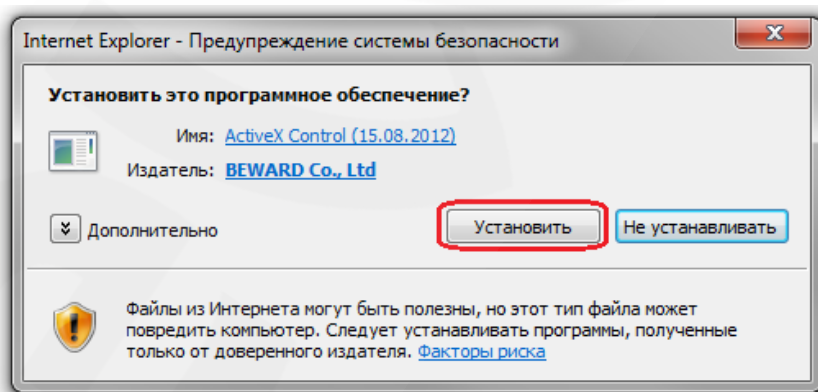 Internet Explorer - Предупреждение системы безопасности
Установить это программное обеспечение?
Имя: ActiveX Control (15.08.2012)
Издатель: BEWARD Co., Ltd
Дополнительно
Установить
Не устанавливать
Файлы из Интернета могут быть полезны, но этот тип файла может
повредить компьютер. Следует устанавливать программы, полученные
только от доверенного издателя. Факторы риска